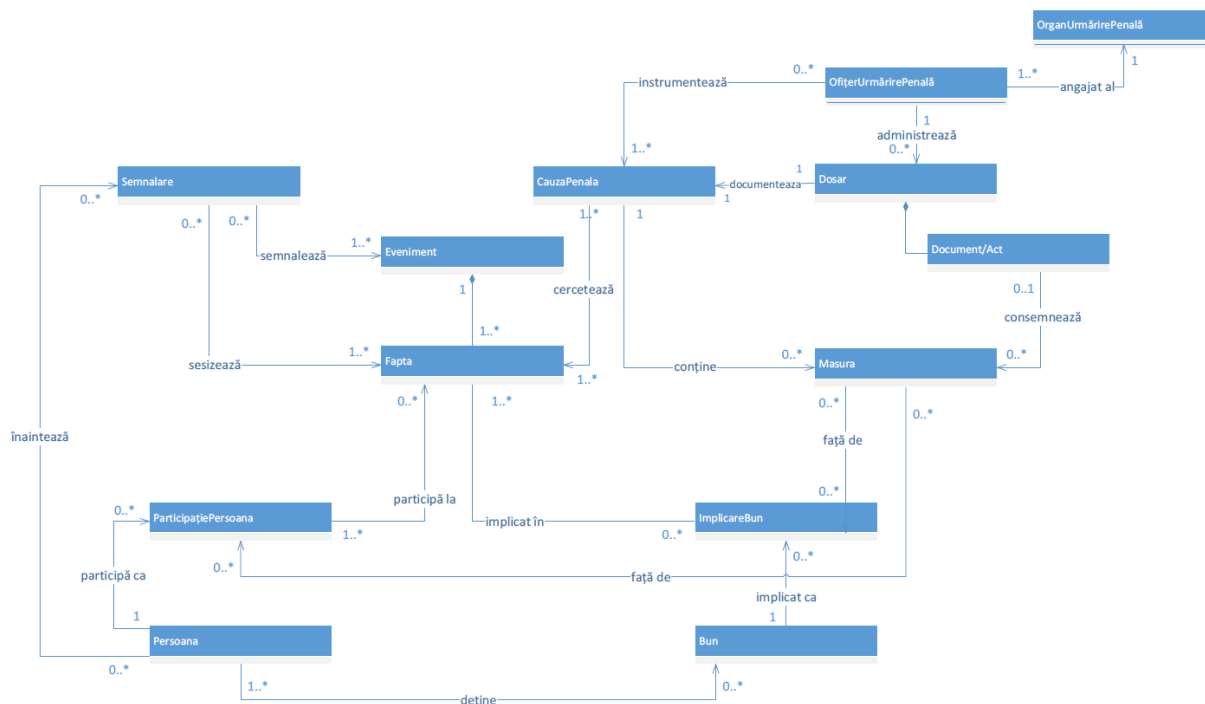 OrganUrmărirePenală
1
0..*
OfițerUrmărirePenală
1..*
instrumentează
angajat al
1
administrează
1..*
0..*
Semnalare
CauzaPenala
1
Dosar
documenteaza
0..*
1
0..*
0..*
1..*
1
Eveniment
1..*
Document/Act
semnalează
1
cercetează
0..1
consemnează
1..*
1..*
Fapta
0..*
Masura
0..*
sesizează
conține
1..*
0..*
1..*
0..*
0..*
înaintează
față de
0..*
participă la
0..*
ParticipațiePersoana
ImplicareBun
1..*
implicat în
0..*
0..*
0..*
participă ca
față de
implicat ca
1
1
Persoana
Bun
0..*
1..*
0..*
deține